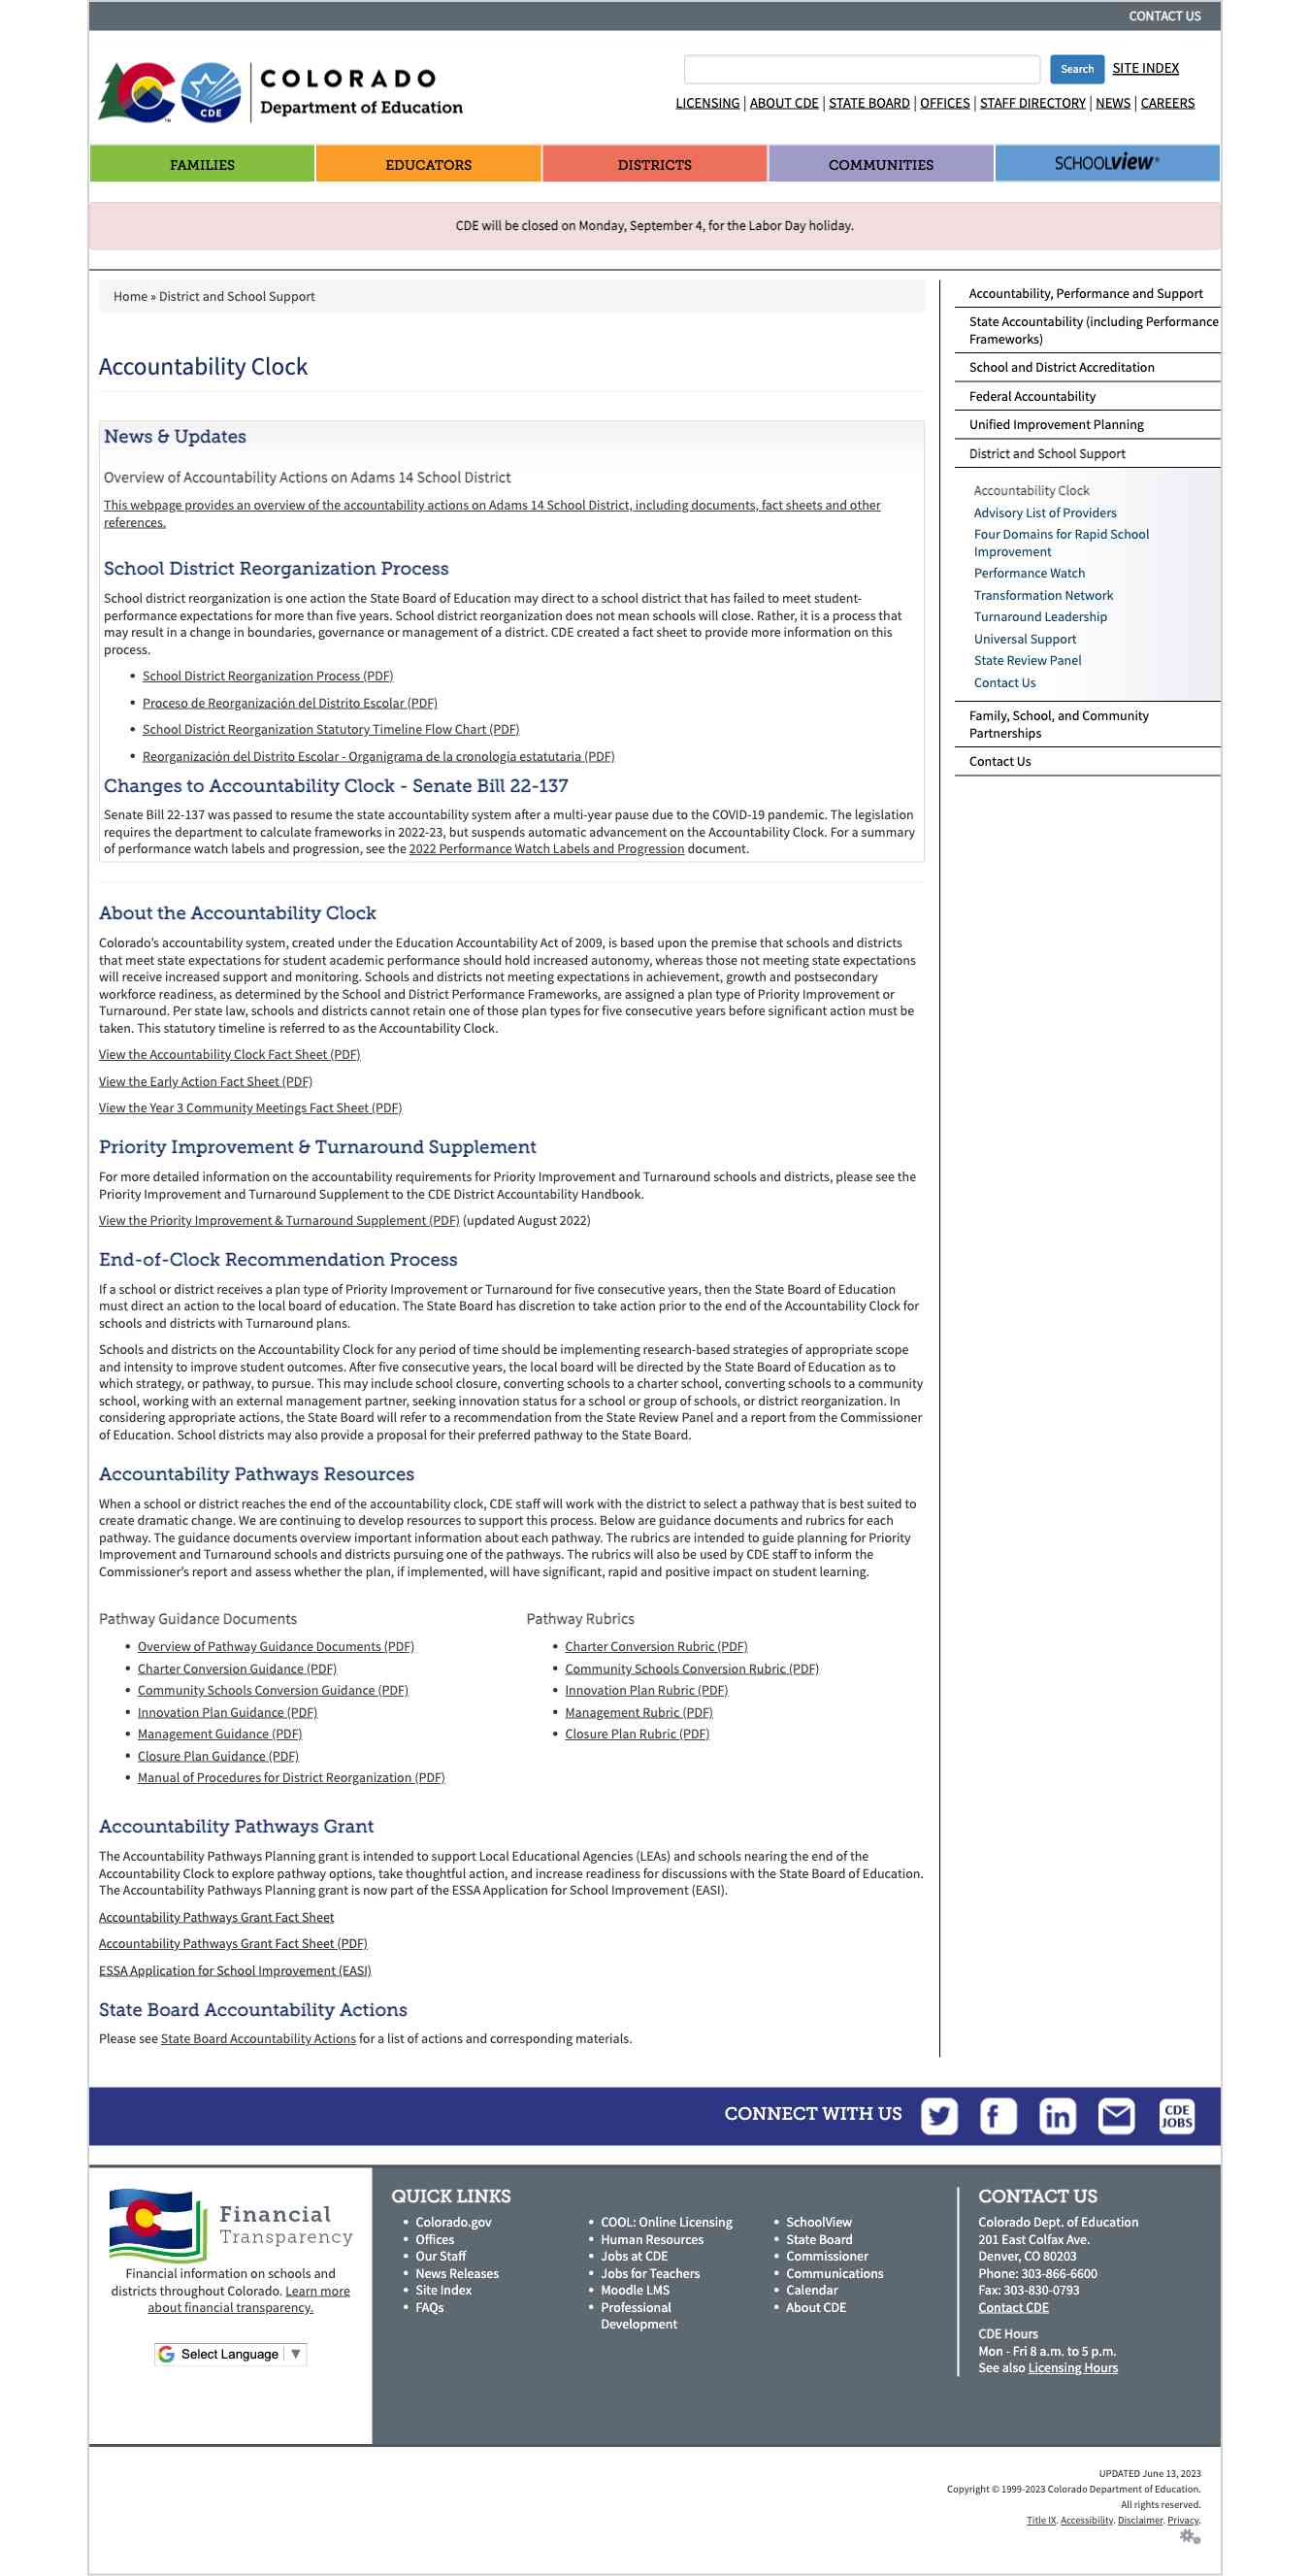 CONTACT US
COLORADO
Department of Education
CDE
Search
SITE INDEX
LICENSING | ABOUT CDE | STATE BOARD | OFFICES | STAFF DIRECTORY | NEWS | CAREERS
FAMILIES
EDUCATORS
DISTRICTS
COMMUNITIES
SCHOOLVIEW®
CDE will be closed on Monday, September 4, for the Labor Day holiday.
Home » District and School Support
Accountability Clock
News & Updates
Overview of Accountability Actions on Adams 14 School District
This webpage provides an overview of the accountability actions on Adams 14 School District, including documents, fact sheets and other
references.
School District Reorganization Process
School district reorganization is one action the State Board of Education may direct to a school district that has failed to meet student-
performance expectations for more than five years. School district reorganization does not mean schools will close. Rather, it is a process that
may result in a change in boundaries, governance or management of a district. CDE created a fact sheet to provide more information on this
process.
• School District Reorganization Process (PDF)
• Proceso de Reorganización del Distrito Escolar (PDF)
• School District Reorganization Statutory Timeline Flow Chart (PDF)
• Reorganización del Distrito Escolar - Organigrama de la cronología estatutaria (PDF)
Changes to Accountability Clock - Senate Bill 22-137
Senate Bill 22-137 was passed to resume the state accountability system after a multi-year pause due to the COVID-19 pandemic. The legislation
requires the department to calculate frameworks in 2022-23, but suspends automatic advancement on the Accountability Clock. For a summary
of performance watch labels and progression, see the 2022 Performance Watch Labels and Progression document.
About the Accountability Clock
Colorado's accountability system, created under the Education Accountability Act of 2009, is based upon the premise that schools and districts
that meet state expectations for student academic performance should hold increased autonomy, whereas those not meeting state expectations
will receive increased support and monitoring. Schools and districts not meeting expectations in achievement, growth and postsecondary
workforce readiness, as determined by the School and District Performance Frameworks, are assigned a plan type of Priority Improvement or
Turnaround. Per state law, schools and districts cannot retain one of those plan types for five consecutive years before significant action must be
taken. This statutory timeline is referred to as the Accountability Clock.
View the Accountability Clock Fact Sheet (PDF)
View the Early Action Fact Sheet (PDF)
View the Year 3 Community Meetings Fact Sheet (PDF)
Priority Improvement & Turnaround Supplement
For more detailed information on the accountability requirements for Priority Improvement and Turnaround schools and districts, please see the
Priority Improvement and Turnaround Supplement to the CDE District Accountability Handbook.
View the Priority Improvement & Turnaround Supplement (PDF) (updated August 2022)
End-of-Clock Recommendation Process
If a school or district receives a plan type of Priority Improvement or Turnaround for five consecutive years, then the State Board of Education
must direct an action to the local board of education. The State Board has discretion to take action prior to the end of the Accountability Clock for
schools and districts with Turnaround plans.
Schools and districts on the Accountability Clock for any period of time should be implementing research-based strategies of appropriate scope
and intensity to improve student outcomes. After five consecutive years, the local board will be directed by the State Board of Education as to
which strategy, or pathway, to pursue. This may include school closure, converting schools to a charter school, converting schools to a community
school, working with an external management partner, seeking innovation status for a school or group of schools, or district reorganization. In
considering appropriate actions, the State Board will refer to a recommendation from the State Review Panel and a report from the Commissioner
of Education. School districts may also provide a proposal for their preferred pathway to the State Board.
Accountability Pathways Resources
When a school or district reaches the end of the accountability clock, CDE staff will work with the district to select a pathway that is best suited to
create dramatic change. We are continuing to develop resources to support this process. Below are guidance documents and rubrics for each
pathway. The guidance documents overview important information about each pathway. The rubrics are intended to guide planning for Priority
Improvement and Turnaround schools and districts pursuing one of the pathways. The rubrics will also be used by CDE staff to inform the
Commissioner's report and assess whether the plan, if implemented, will have significant, rapid and positive impact on student learning.
Pathway Guidance Documents
• Overview of Pathway Guidance Documents (PDF)
• Charter Conversion Guidance (PDF)
• Community Schools Conversion Guidance (PDF)
• Innovation Plan Guidance (PDF)
• Management Guidance (PDF)
• Closure Plan Guidance (PDF)
• Manual of Procedures for District Reorganization (PDF)
Pathway Rubrics
• Charter Conversion Rubric (PDF)
• Community Schools Conversion Rubric (PDF)
• Innovation Plan Rubric (PDF)
• Management Rubric (PDF)
• Closure Plan Rubric (PDF)
Accountability Pathways Grant
The Accountability Pathways Planning grant is intended to support Local Educational Agencies (LEAs) and schools nearing the end of the
Accountability Clock to explore pathway options, take thoughtful action, and increase readiness for discussions with the State Board of Education.
The Accountability Pathways Planning grant is now part of the ESSA Application for School Improvement (EASI).
Accountability Pathways Grant Fact Sheet
Accountability Pathways Grant Fact Sheet (PDF)
ESSA Application for School Improvement (EASI)
State Board Accountability Actions
Please see State Board Accountability Actions for a list of actions and corresponding materials.
Accountability, Performance and Support
State Accountability (including Performance
Frameworks)
School and District Accreditation
Federal Accountability
Unified Improvement Planning
District and School Support
Accountability Clock
Advisory List of Providers
Four Domains for Rapid School
Improvement
Performance Watch
Transformation Network
Turnaround Leadership
Universal Support
State Review Panel
Contact Us
Family, School, and Community
Partnerships
Contact Us
CONNECT WITH US
CDE
JOBS
Financial
Transparency
Financial information on schools and
districts throughout Colorado. Learn more
about financial transparency.
Select Language ▼
QUICK LINKS
• Colorado.gov
• Offices
• Our Staff
• News Releases
• Site Index
• FAQs
• COOL: Online Licensing
• Human Resources
• Jobs at CDE
• Jobs for Teachers
• Moodle LMS
• Professional
Development
• SchoolView
• State Board
• Commissioner
• Communications
• Calendar
• About CDE
CONTACT US
Colorado Dept. of Education
201 East Colfax Ave.
Denver, CO 80203
Phone: 303-866-6600
Fax: 303-830-0793
Contact CDE
CDE Hours
Mon - Fri 8 a.m. to 5 p.m.
See also Licensing Hours
UPDATED June 13, 2023
Copyright © 1999-2023 Colorado Department of Education.
All rights reserved.
Title IX. Accessibility. Disclaimer. Privacy.